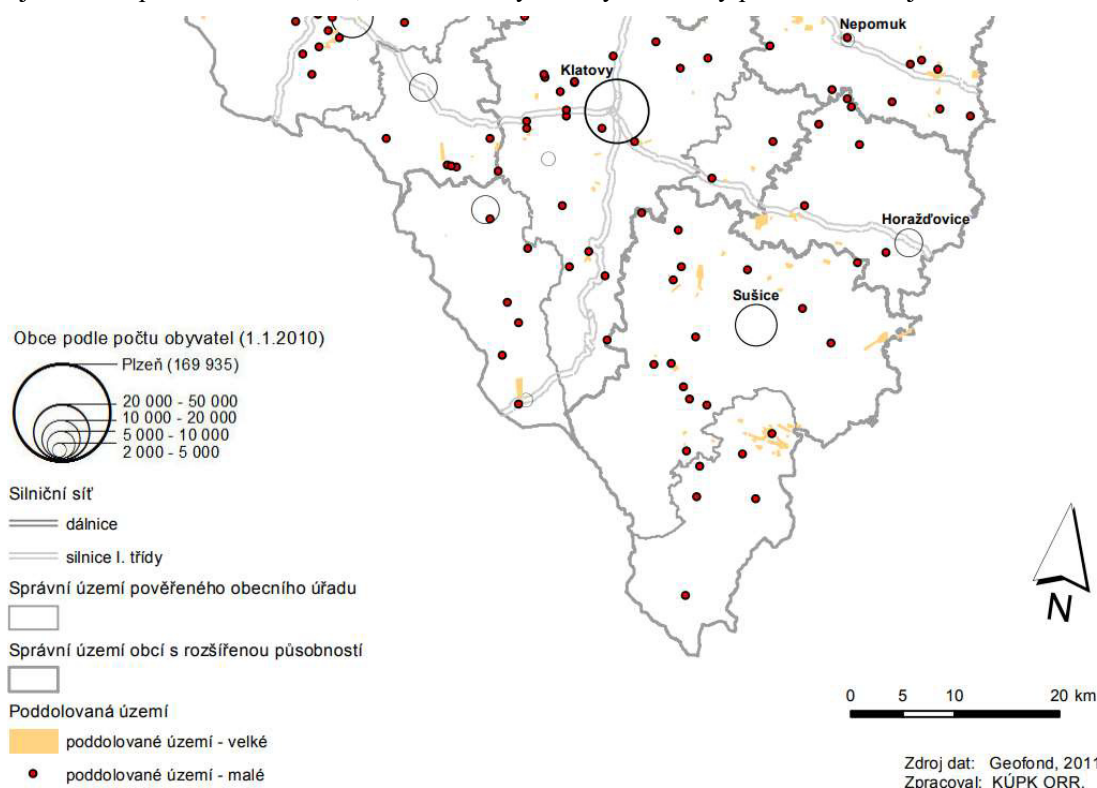 Nepomuk
Klatovy
Horažďovice
Sušice
Obce podle počtu obyvatel (1.1.2010)
Plzeň (169 935)
20 000 - 50 000
10 000 - 20 000
5 000 - 10 000
2 000 - 5 000
Silniční síť
dálnice
silnice I. třídy
Správní území pověřeného obecního úřadu
Správní území obcí s rozšířenou působností
Poddolovaná území
poddolované území - velké
poddolované území - malé
N
0 5 10 20 km
Zdroj dat: Geofond, 2011
Zpracoval: KÚPK ORR,